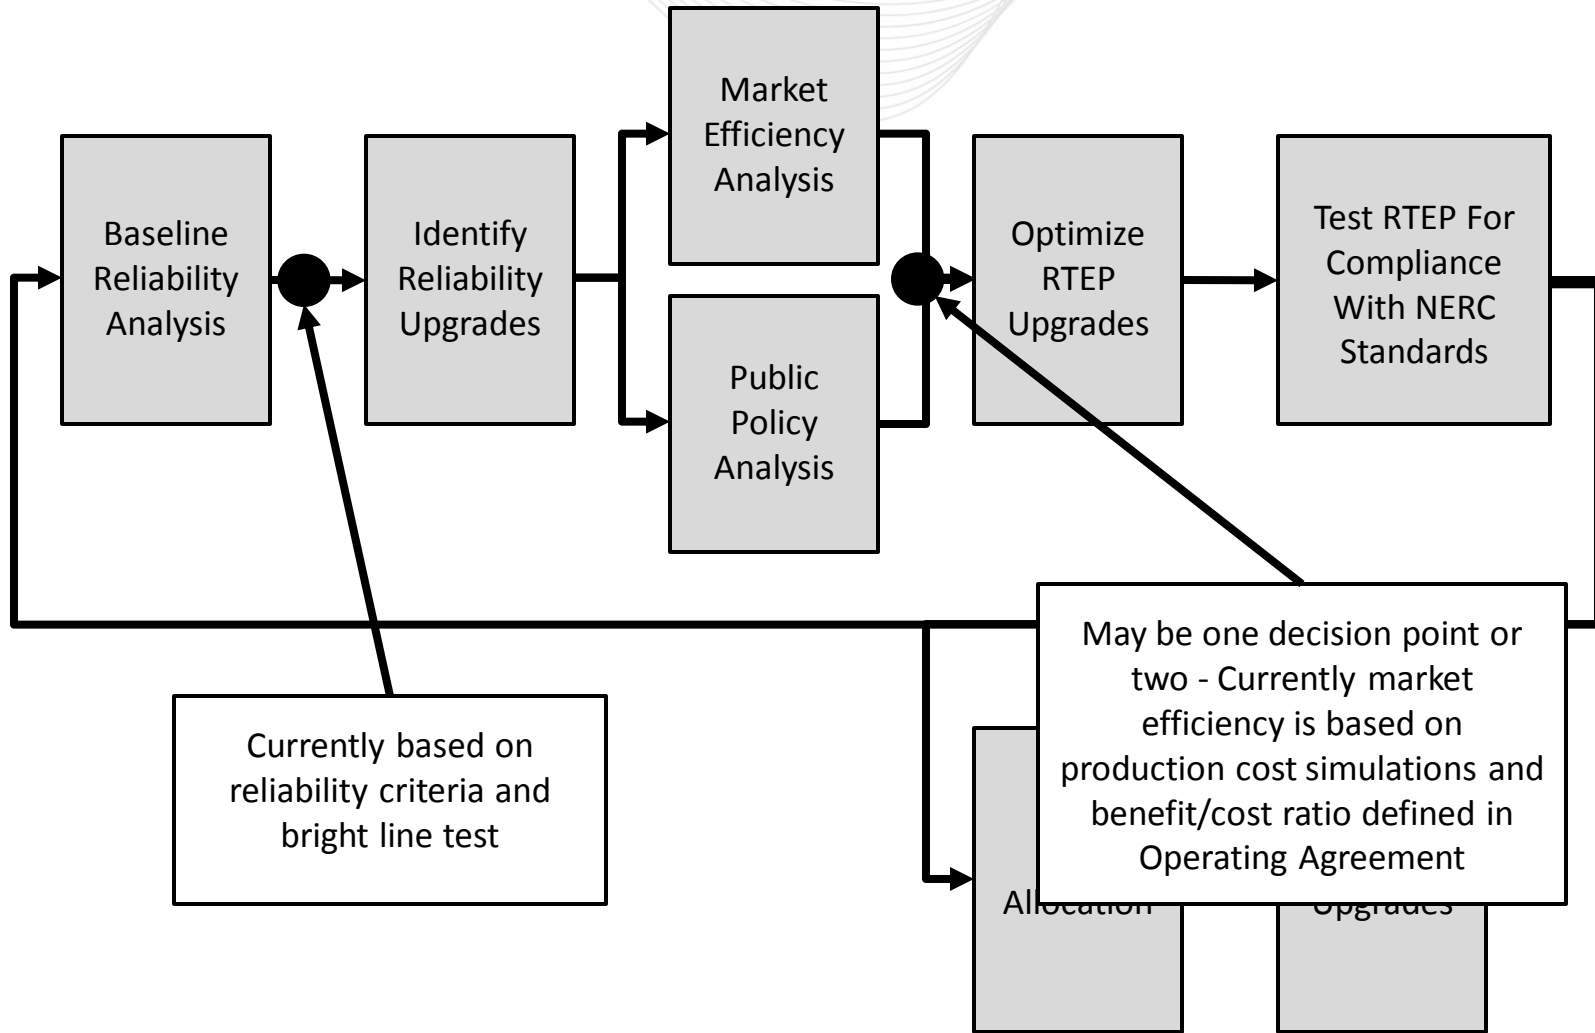 Market
Efficiency
Analysis
Baseline
Reliability
Analysis
Identify
Reliability
Upgrades
Public
Policy
Analysis
Optimize
RTEP
Upgrades
Test RTEP For
Compliance
With NERC
Standards
Currently based on
reliability criteria and
bright line test
May be one decision point or
two - Currently market
efficiency is based on
production cost simulations and
benefit/cost ratio defined in
Operating Agreement
Allocation
Upgrades